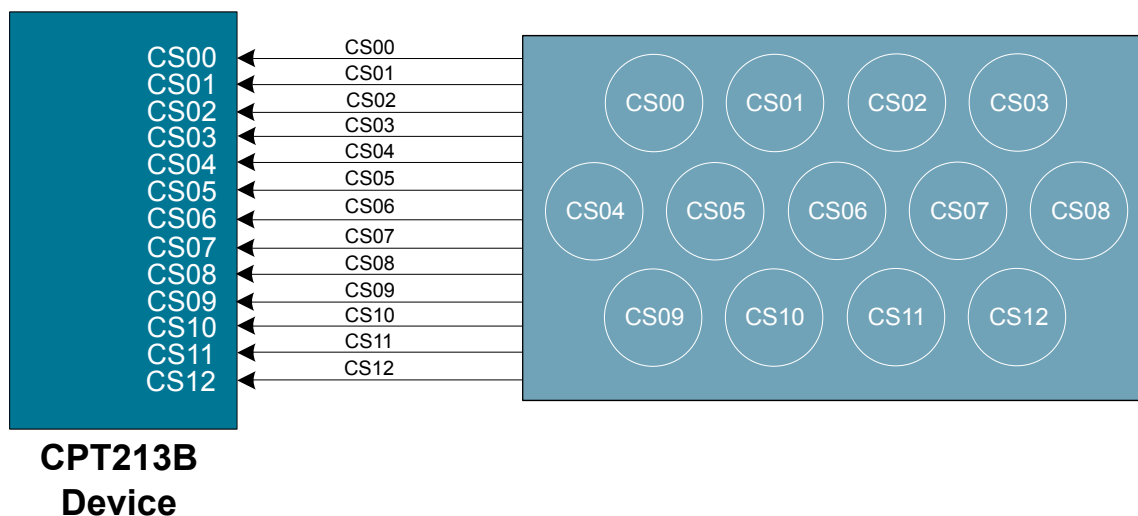 CS00
CS01
CS02
CS03
CS04
CS05
CS06
CS07
CS08
CS09
CS10
CS11
CS12
CS00
CS01
CS02
CS03
CS04
CS05
CS06
CS07
CS08
CS09
CS10
CS11
CS12
CS00 CS01 CS02 CS03
CS04 CS05 CS06 CS07 CS08
CS09 CS10 CS11 CS12
CPT213B
Device